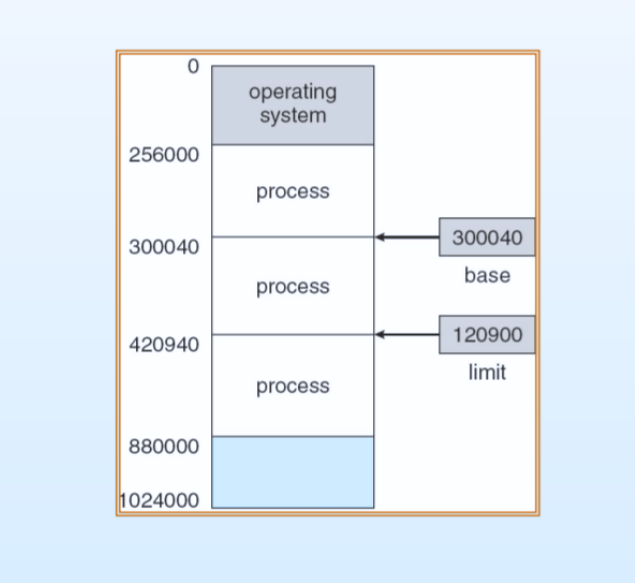 0
operating
system
256000
process
300040
300040
base
process
120900
420940
limit
process
880000
1024000